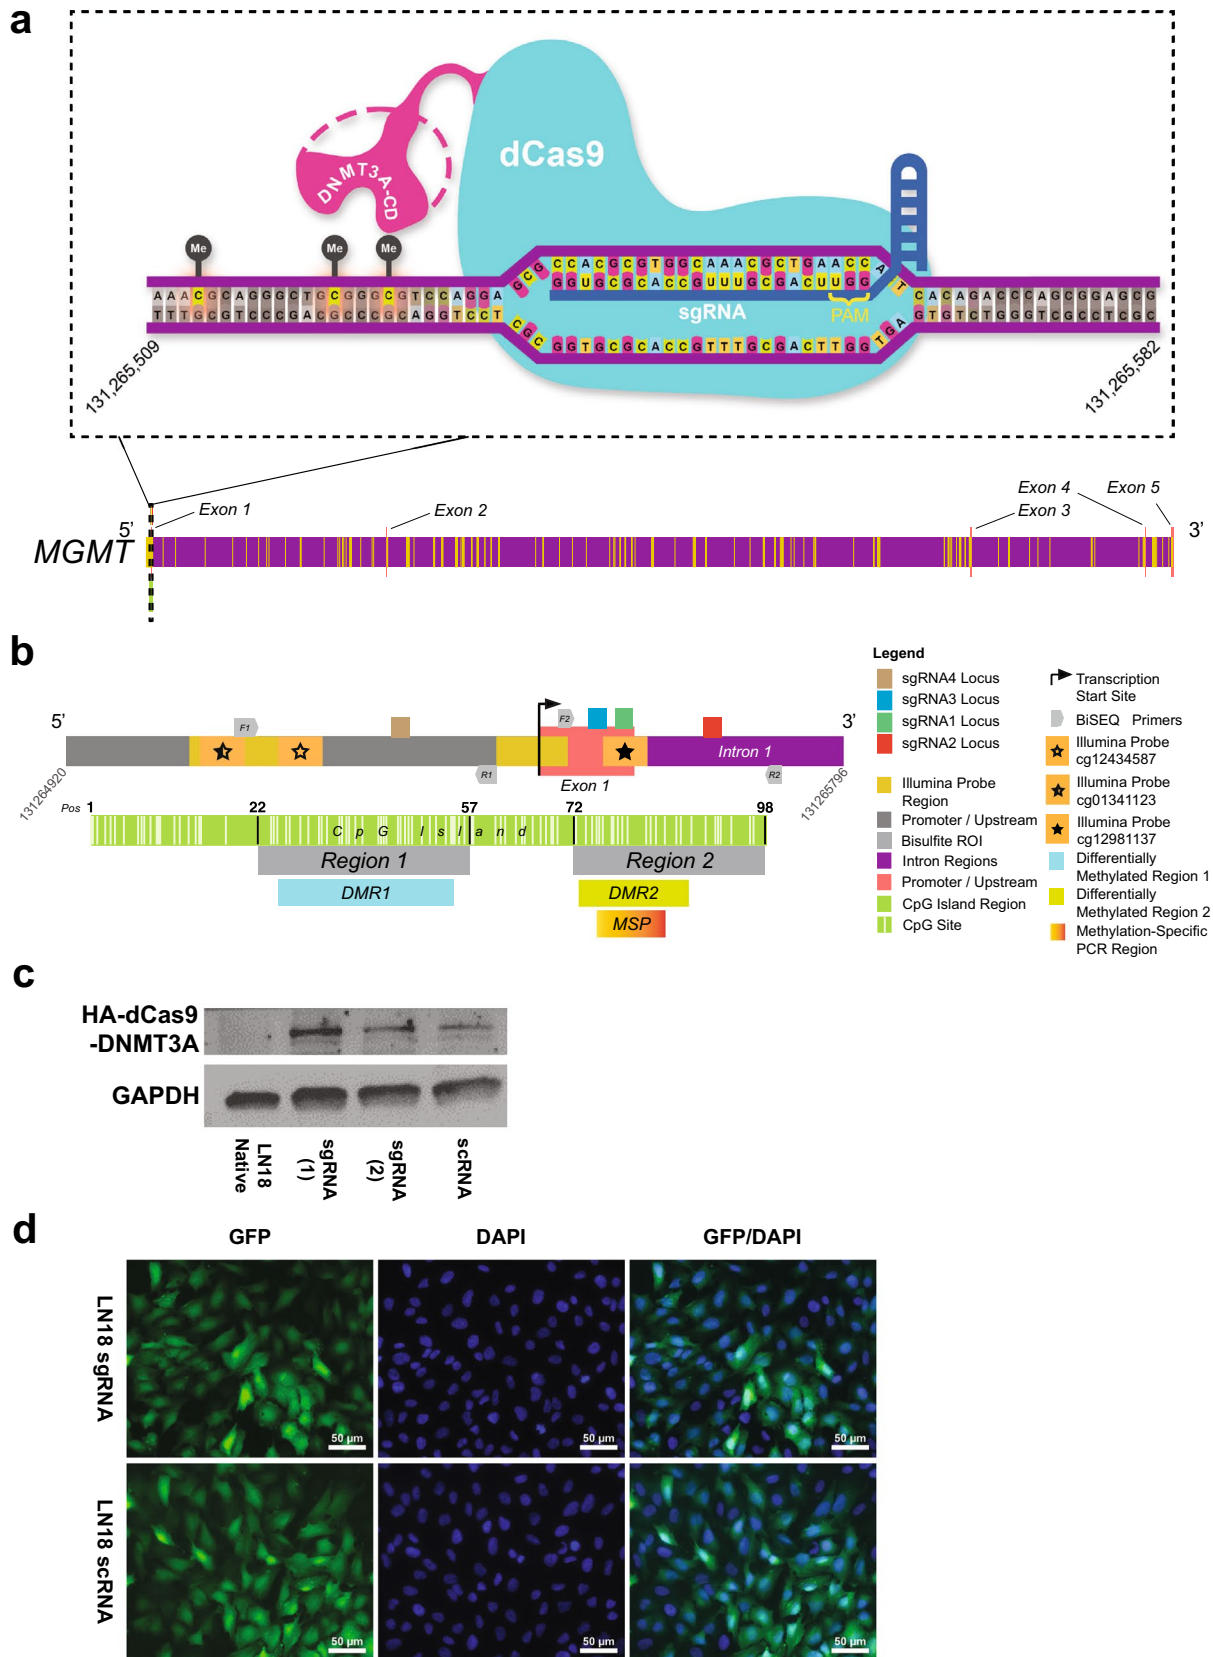 a
dCas9
DNMT3A-CD
Me Me Me
AAACGCAGGGCTGCGGGCGTCCAGGA GCG CCACGCGTGGCAAACGCTGAACC A T CACAGACCCAGCGGAGCG
GGUGCGCACCGUUUGCGACUUGG
TTTGCGTCCCGACGCCCGCAGGTCCT CGC GGTGCGCACCGTTTGCGACTTGG TGA GTGTCTGGGTCGCCTCGC
sgRNA
PAM
131,265,509
131,265,582
MGMT
5’
Exon 1
Exon 2
Exon 3
Exon 4
Exon 5
3’
b
5’
3’
F1
R1
F2
R2
Exon 1
Intron 1
131264920
131265796
Pos 1 22 57 72 98
CpG Island
Region 1
Region 2
DMR1
DMR2
MSP
Legend
sgRNA4 Locus
sgRNA3 Locus
sgRNA1 Locus
sgRNA2 Locus
Illumina Probe
Region
Promoter / Upstream
Bisulfite ROI
Intron Regions
Promoter / Upstream
CpG Island Region
CpG Site
Transcription
Start Site
BiSEQ Primers
Illumina Probe
cg12434587
Illumina Probe
cg01341123
Illumina Probe
cg12981137
Differentially
Methylated Region 1
Differentially
Methylated Region 2
Methylation-Specific
PCR Region
c
HA-dCas9
-DNMT3A
GAPDH
LN18
Native
sgRNA
(1)
sgRNA
(2)
scRNA
d
GFP
DAPI
GFP/DAPI
LN18 sgRNA
50 µm
50 µm
50 µm
LN18 scRNA
50 µm
50 µm
50 µm